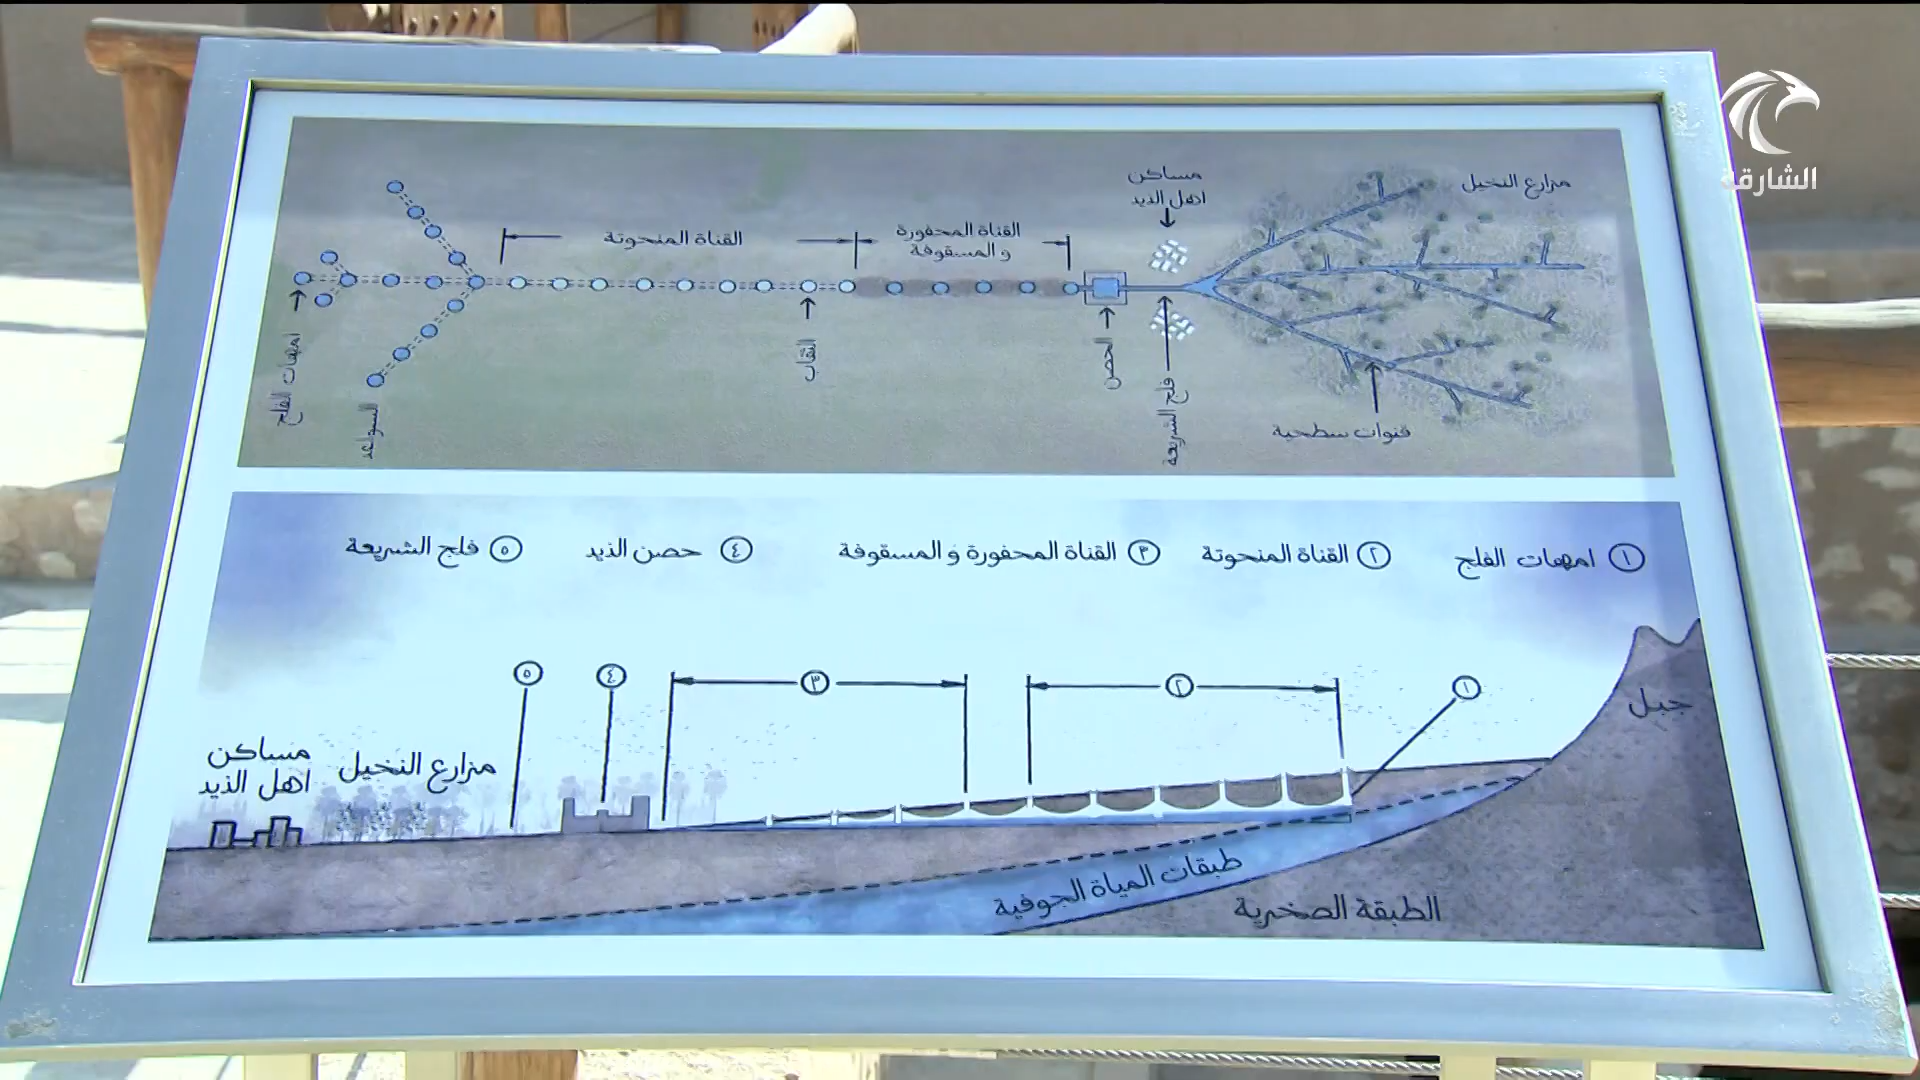 الشارقة
مساكن
اهل الذيد
مزارع النخيل
القناة المحفورة
و المسقوفة
القناة المنحوتة
امهات الفلج
السواعد
النقاب
الحصن
فلج الشريعة
قنوات سطحية
١ امهات الفلج
٢ القناة المنحوتة
٣ القناة المحفورة و المسقوفة
٤ حصن الذيد
٥ فلج الشريعة
١
٢
٣
٤
٥
جبل
مزارع النخيل
مساكن
اهل الذيد
طبقات المياة الجوفية
الطبقة الصخرية